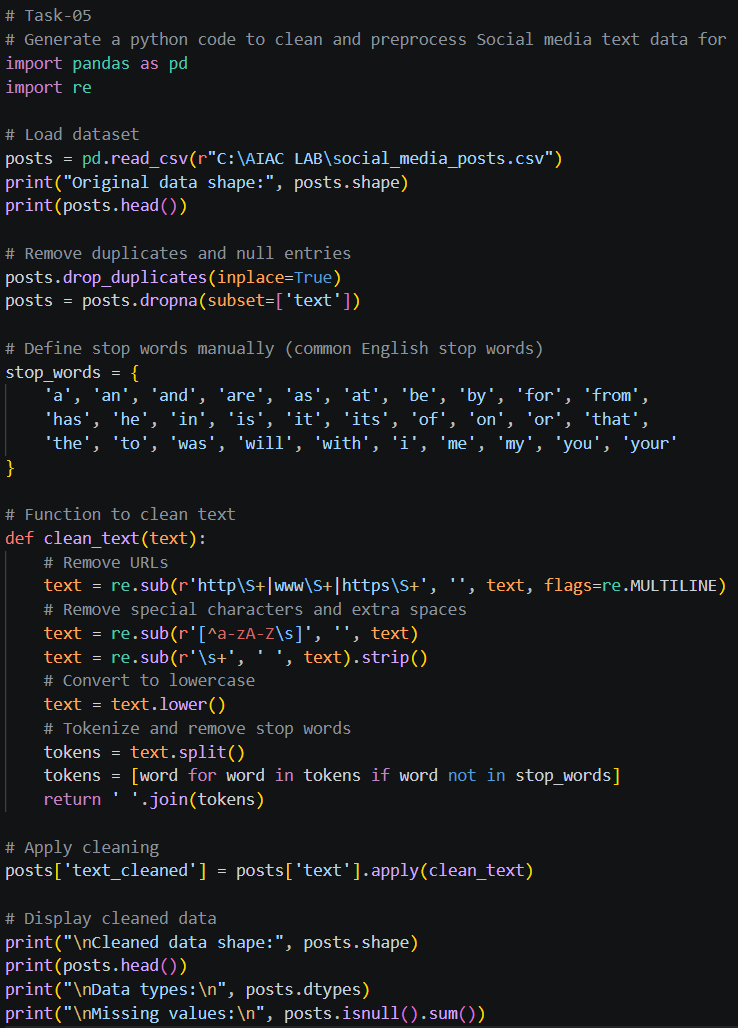 # Task-05
# Generate a python code to clean and preprocess Social media text data for
import pandas as pd
import re

# Load dataset
posts = pd.read_csv(r"C:\AIAC LAB\social_media_posts.csv")
print("Original data shape:", posts.shape)
print(posts.head())

# Remove duplicates and null entries
posts.drop_duplicates(inplace=True)
posts = posts.dropna(subset=['text'])

# Define stop words manually (common English stop words)
stop_words = {
    'a', 'an', 'and', 'are', 'as', 'at', 'be', 'by', 'for', 'from',
    'has', 'he', 'in', 'is', 'it', 'its', 'of', 'on', 'or', 'that',
    'the', 'to', 'was', 'will', 'with', 'i', 'me', 'my', 'you', 'your'
}

# Function to clean text
def clean_text(text):
    # Remove URLs
    text = re.sub(r'http\S+|www\S+|https\S+', '', text, flags=re.MULTILINE)
    # Remove special characters and extra spaces
    text = re.sub(r'[^a-zA-Z\s]', '', text)
    text = re.sub(r'\s+', ' ', text).strip()
    # Convert to lowercase
    text = text.lower()
    # Tokenize and remove stop words
    tokens = text.split()
    tokens = [word for word in tokens if word not in stop_words]
    return ' '.join(tokens)

# Apply cleaning
posts['text_cleaned'] = posts['text'].apply(clean_text)

# Display cleaned data
print("\nCleaned data shape:", posts.shape)
print(posts.head())
print("\nData types:\n", posts.dtypes)
print("\nMissing values:\n", posts.isnull().sum())